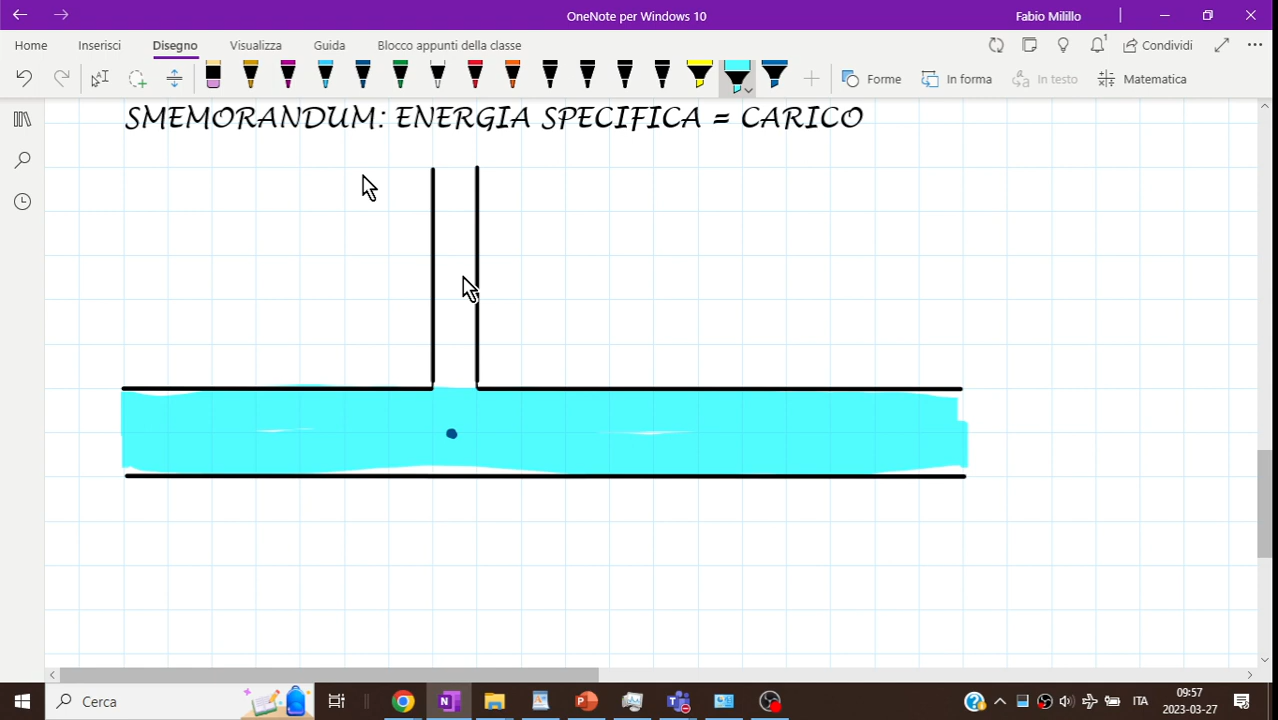 OneNote per Windows 10
Fabio Milillo
Home
Inserisci
Disegno
Visualizza
Guida
Blocco appunti della classe
1
Condividi
Forme
In forma
In testo
Matematica
SMEMORANDUM: ENERGIA SPECIFICA = CARICO
Cerca
ITA
09:57
2023-03-27